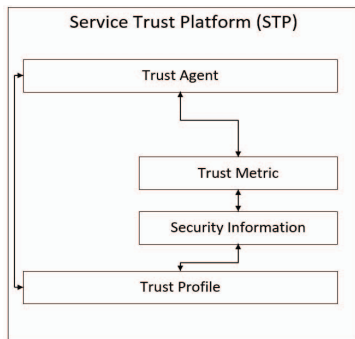 Service Trust Platform (STP)
Trust Agent
Trust Metric
Security Information
Trust Profile